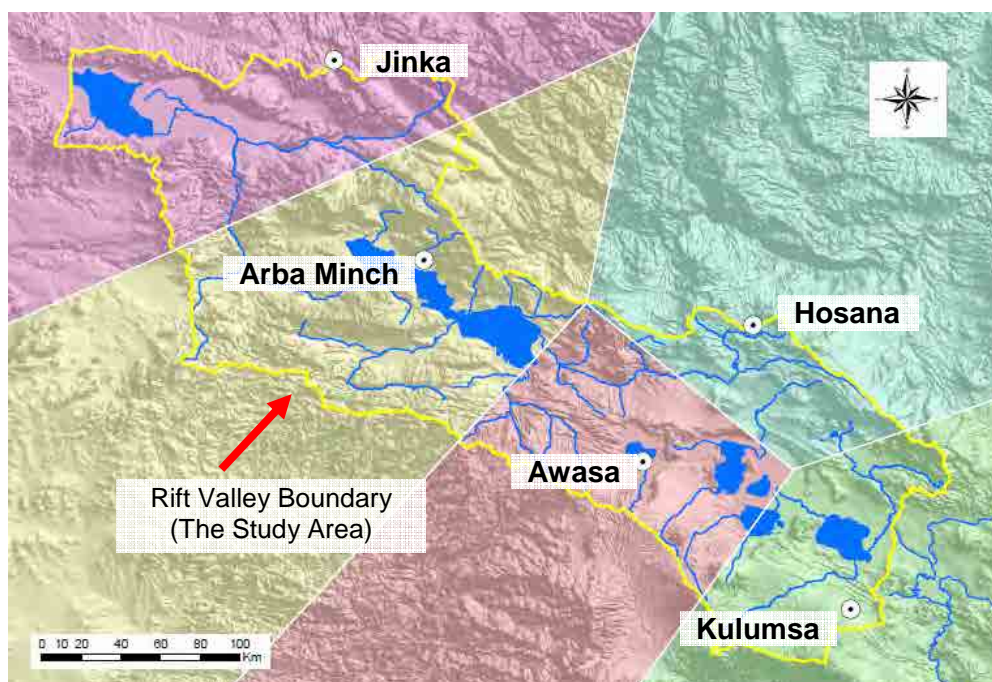 Jinka
Arba Minch
Hosana
Awasa
Rift Valley Boundary
(The Study Area)
Kulumsa
0 10 20 40 60 80 100
Km